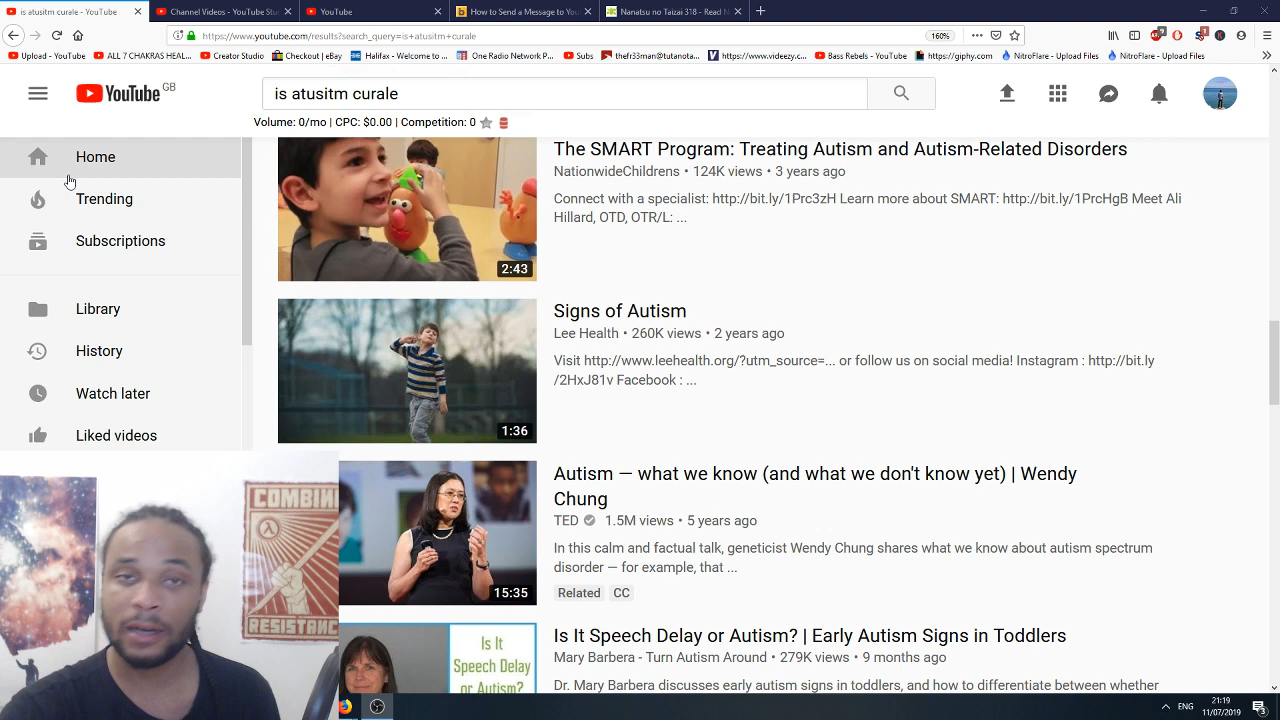 is atusitm curale - YouTube
Channel Videos - YouTube Stu
YouTube
How to Send a Message to You
Nanatsu no Taizai 318 - Read N
https://www.youtube.com/results?search_query=is+atusitm+curale
160%
Upload - YouTube
ALL 7 CHAKRAS HEAL...
Creator Studio
Checkout | eBay
Halifax - Welcome to ...
One Radio Network P...
Subs
thefr33man@tutanota...
https://www.videezy.c...
Bass Rebels - YouTube
https://giphy.com/
NitroFlare - Upload Files
NitroFlare - Upload Files
YouTube GB
is atusitm curale
Volume: 0/mo | CPC: $0.00 | Competition: 0
Home
Trending
Subscriptions
Library
History
Watch later
Liked videos
The SMART Program: Treating Autism and Autism-Related Disorders
NationwideChildrens • 124K views • 3 years ago
Connect with a specialist: http://bit.ly/1Prc3zH Learn more about SMART: http://bit.ly/1PrcHgB Meet Ali
Hillard, OTD, OTR/L: ...
2:43
Signs of Autism
Lee Health • 260K views • 2 years ago
Visit http://www.leehealth.org/?utm_source=... or follow us on social media! Instagram : http://bit.ly
/2HxJ81v Facebook : ...
1:36
Autism — what we know (and what we don't know yet) | Wendy
Chung
TED 1.5M views • 5 years ago
In this calm and factual talk, geneticist Wendy Chung shares what we know about autism spectrum
disorder — for example, that ...
Related CC
15:35
Is It Speech Delay or Autism? | Early Autism Signs in Toddlers
Mary Barbera - Turn Autism Around • 279K views • 9 months ago
Dr. Mary Barbera discusses early autism signs in toddlers, and how to differentiate between whether
Is It
Speech Delay
or Autism?
COMBINE
RESISTANC
ENG
21:19
11/07/2019